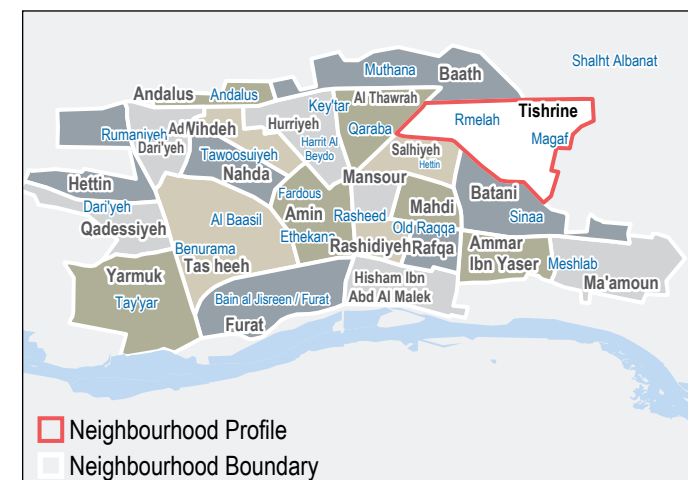 Shalht Albanat
Muthana
Baath
Andalus
Andalus
Key'tar
Al Thawrah
Tishrine
Rumaniyeh
Ad
Wihdeh
Hurriyeh
Qaraba
Rmelah
Dari'yeh
Harrit Al
Beydo
Magaf
Tawoosuiyeh
Salhiyeh
Hettin
Nahda
Mansour
Hettin
Fardous
Batani
Dari'yeh
Amin
Rasheed
Mahdi
Sinaa
Qadessiyeh
Al Baasil
Ethekana
Old Raqqa
Benurama
Rashidiyeh
Rafqa
Ammar
Ibn Yaser
Tas heeh
Meshlab
Yarmuk
Hisham Ibn
Abd Al Malek
Ma'amoun
Tay'yar
Bain al Jisreen / Furat
Furat
Neighbourhood Profile
Neighbourhood Boundary